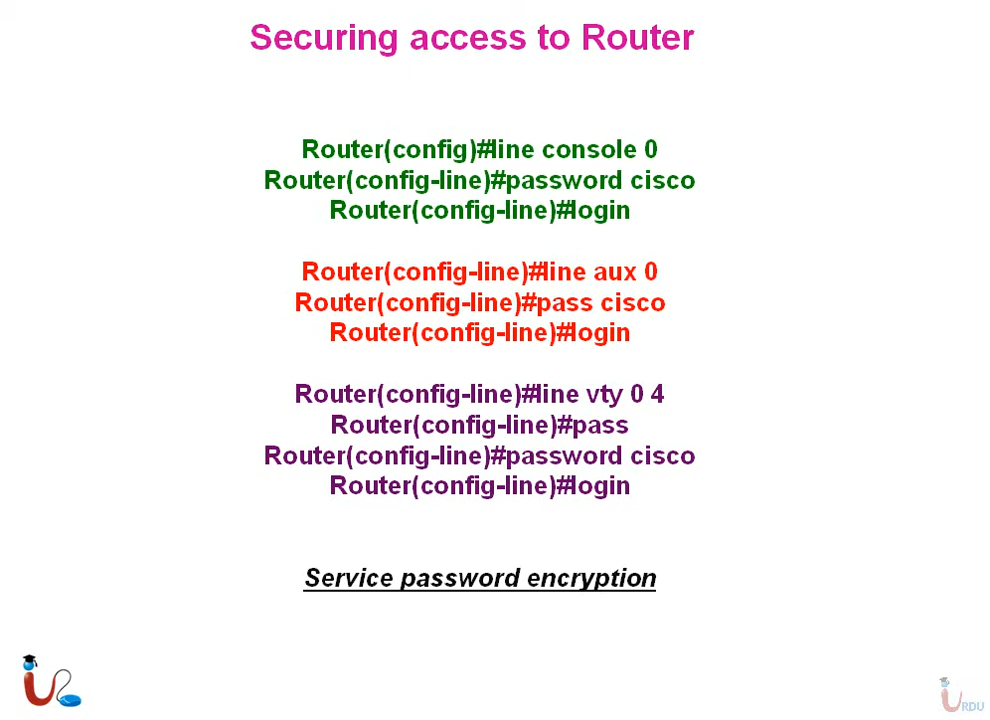 Securing access to Router
Router(config)#line console 0
Router(config-line)#password cisco
Router(config-line)#login
Router(config-line)#line aux 0
Router(config-line)#pass cisco
Router(config-line)#login
Router(config-line)#line vty 0 4
Router(config-line)#pass
Router(config-line)#password cisco
Router(config-line)#login
Service password encryption
URDU